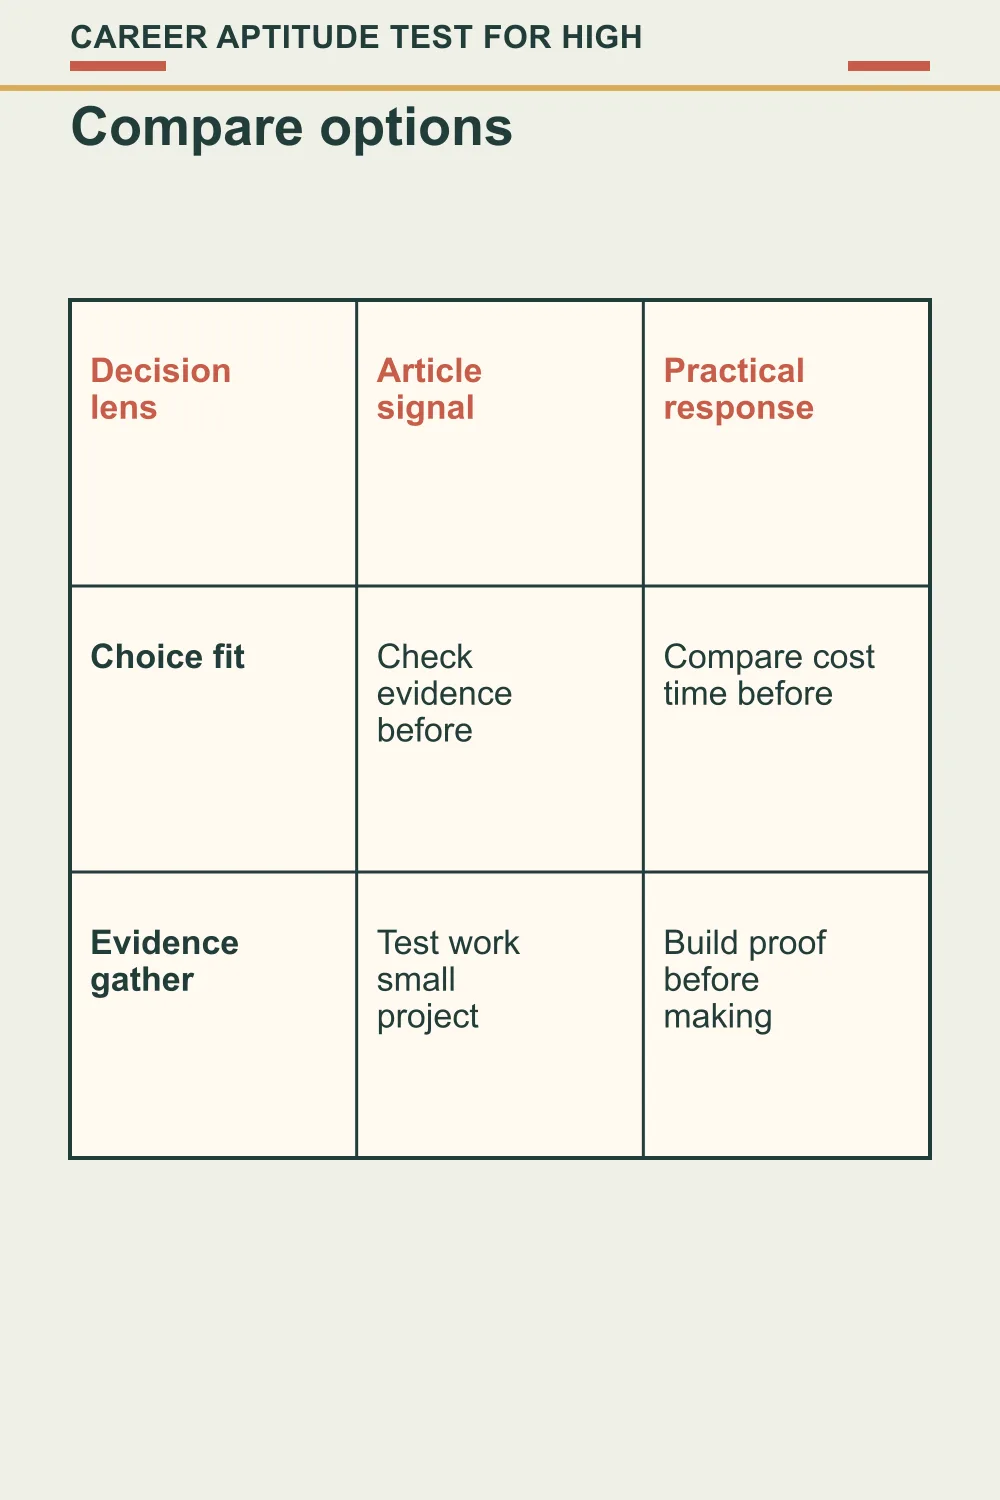 CAREER APTITUDE TEST FOR HIGH
Compare options
Decision
lens
Article
signal
Practical
response
Choice fit
Check
evidence
before
Compare cost
time before
Evidence
gather
Test work
small
project
Build proof
before
making